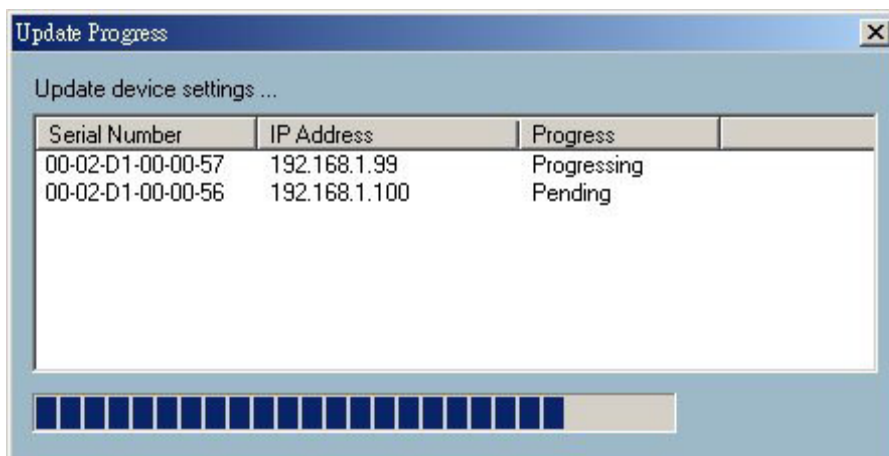 Update Progress
Update device settings ...
Serial Number IP Address Progress
00-02-D1-00-00-57 192.168.1.99 Progressing
00-02-D1-00-00-56 192.168.1.100 Pending